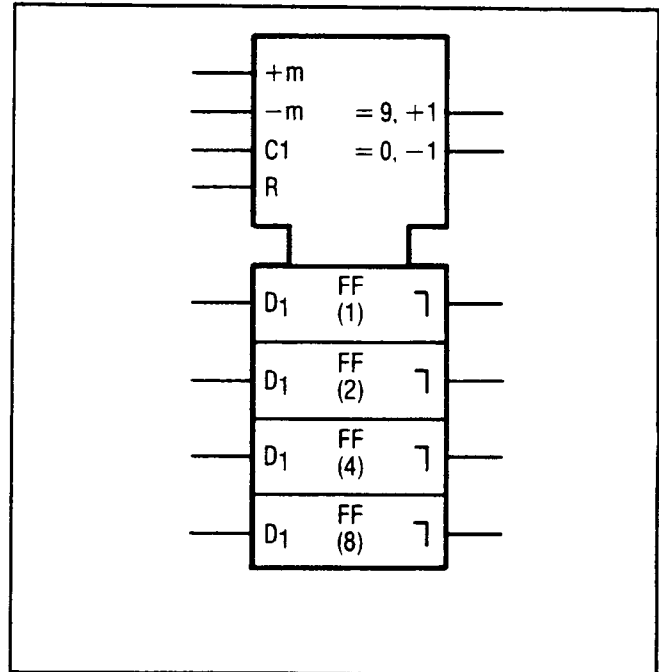 +m
−m = 9, +1
C1 = 0, −1
R
D1 FF (1) ㄱ
D1 FF (2) ㄱ
D1 FF (4) ㄱ
D1 FF (8) ㄱ